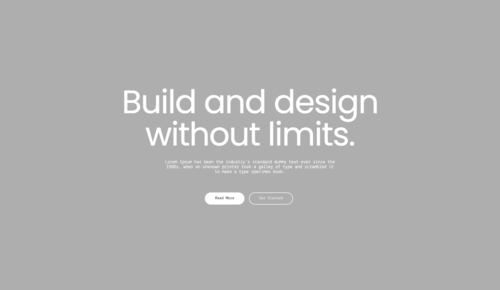 Build and design
without limits.
Lorem Ipsum has been the industry's standard dummy text ever since the
1500s, when an unknown printer took a galley of type and scrambled it
to make a type specimen book.
Read More
Get Started